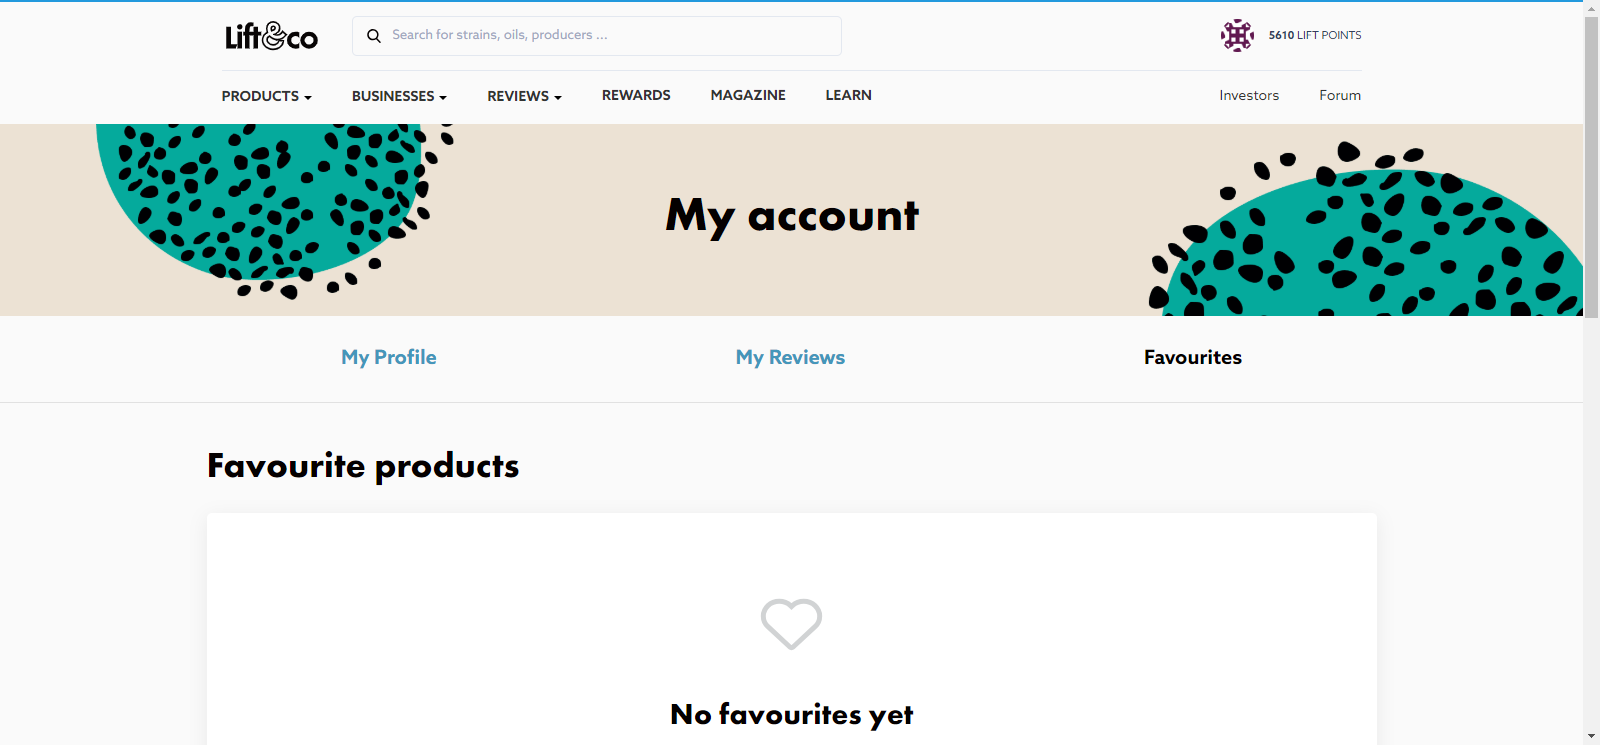 Lift&co
Search for strains, oils, producers ...
5610 LIFT POINTS
PRODUCTS BUSINESSES REVIEWS REWARDS MAGAZINE LEARN Investors Forum
My account
My Profile My Reviews Favourites
Favourite products
No favourites yet